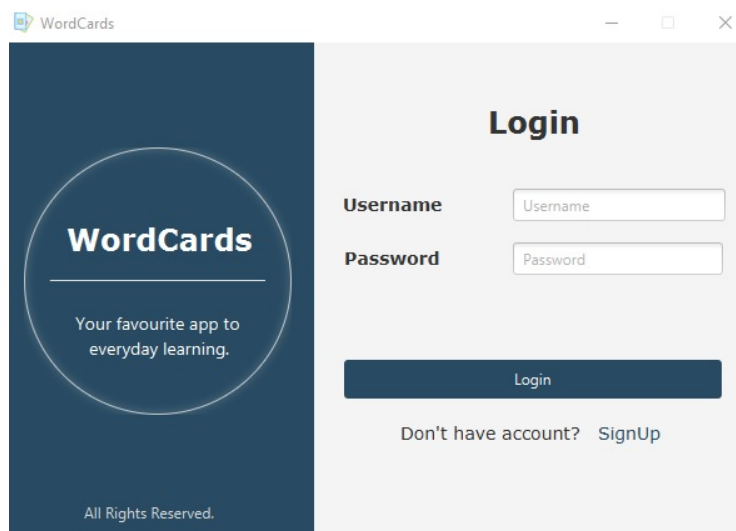 WordCards
WordCards
Your favourite app to
everyday learning.
All Rights Reserved.
Login
Username
Username
Password
Password
Login
Don't have account? SignUp